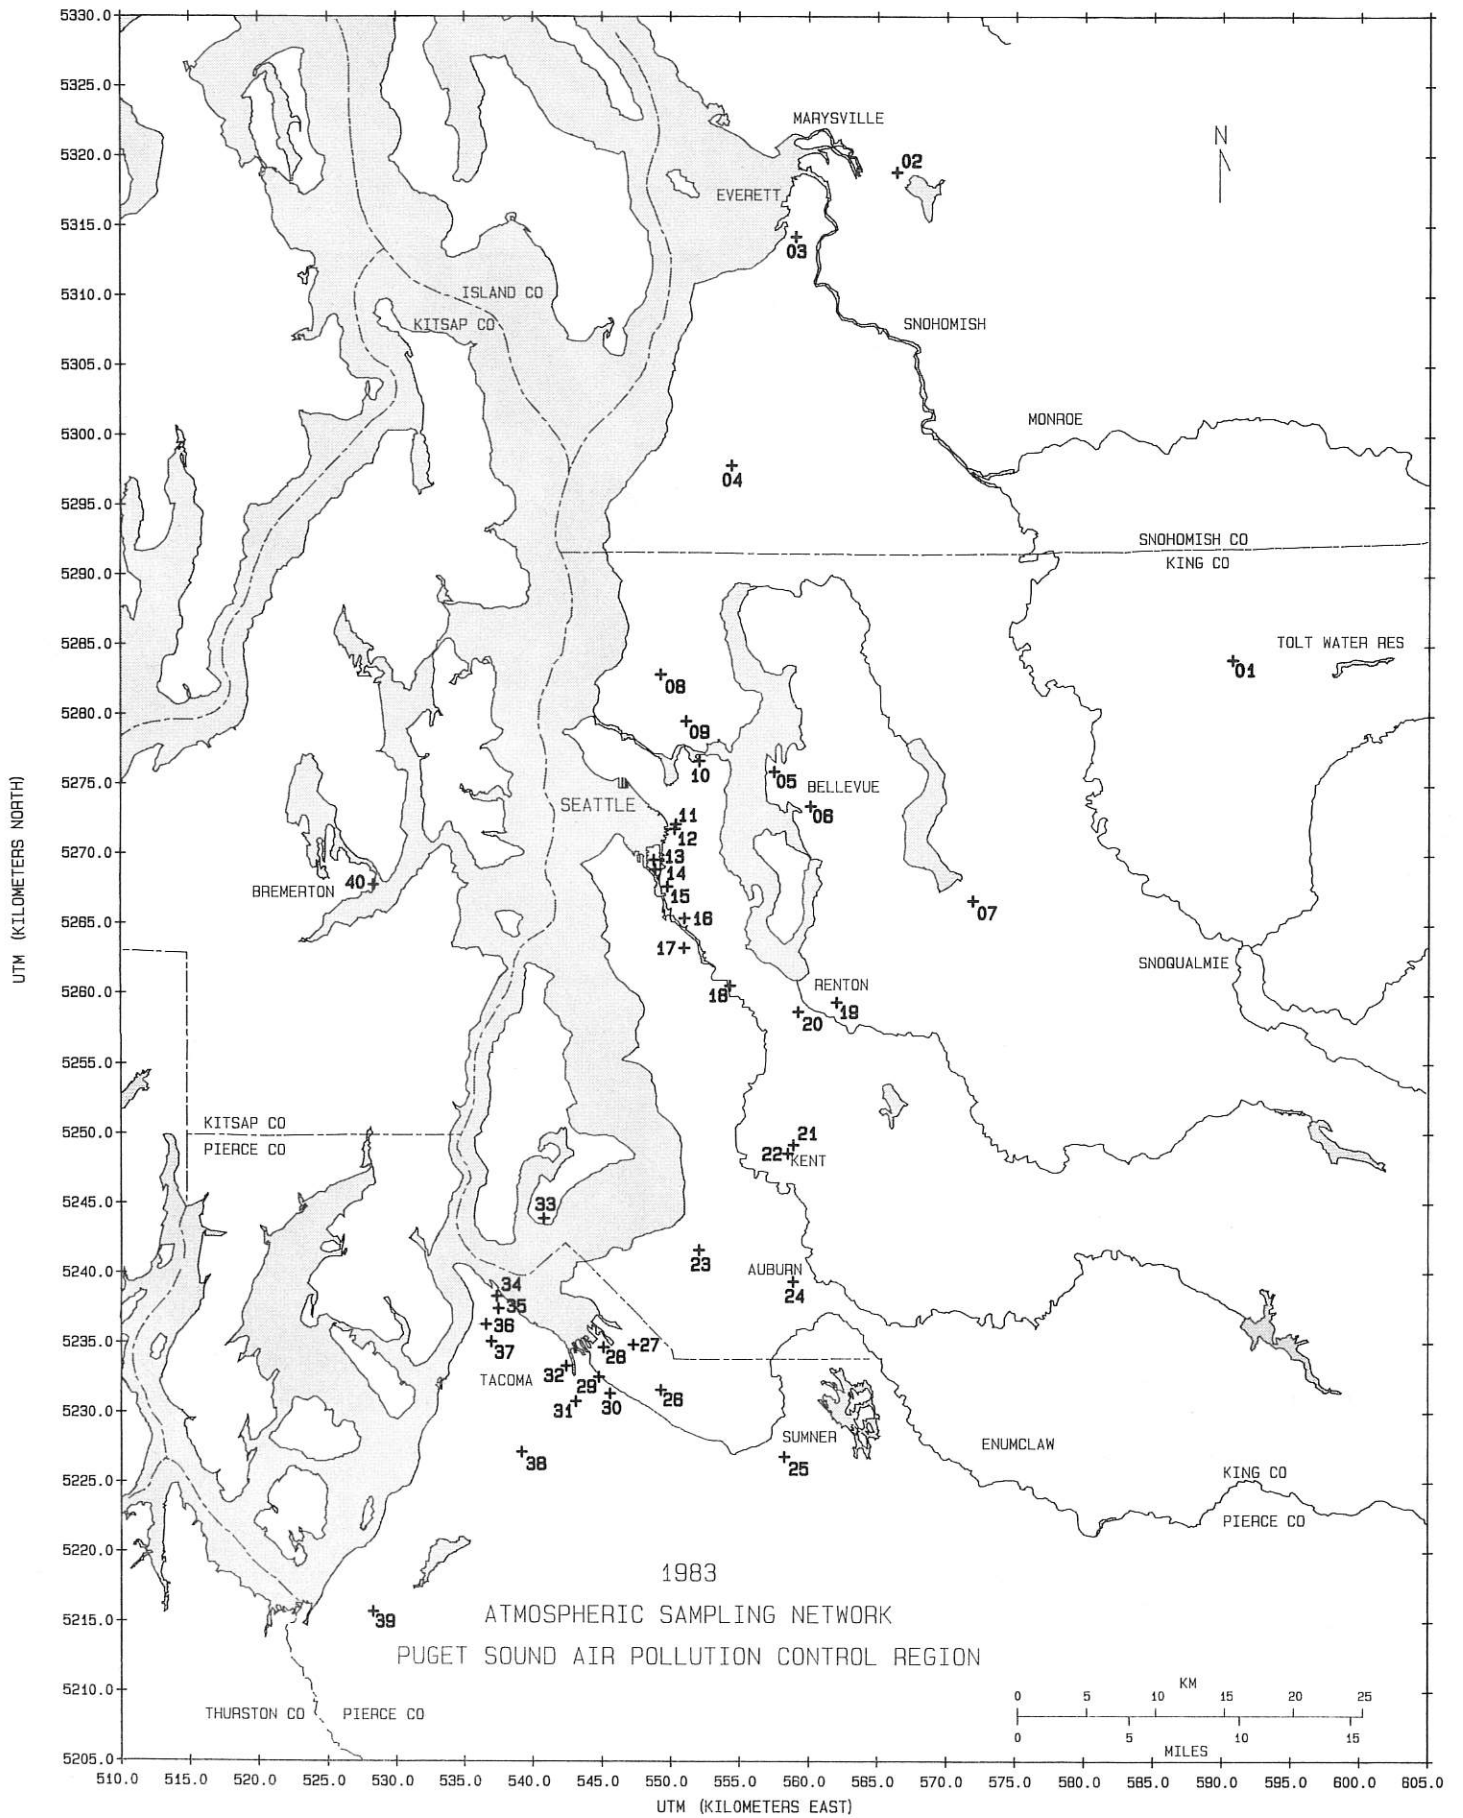 5330.0
5325.0
5320.0
5315.0
5310.0
5305.0
5300.0
5295.0
5290.0
5285.0
5280.0
5275.0
5270.0
5265.0
5260.0
5255.0
5250.0
5245.0
5240.0
5235.0
5230.0
5225.0
5220.0
5215.0
5210.0
5205.0
UTM (KILOMETERS NORTH)
MARYSVILLE
N
02
EVERETT
03
ISLAND CO
KITSAP CO
SNOHOMISH
MONROE
04
SNOHOMISH CO
KING CO
TOLT WATER RES
01
08
09
10
05
BELLEVUE
06
SEATTLE
11
12
13
14
15
BREMERTON
40
16
07
17
SNOQUALMIE
18
RENTON
19
20
KITSAP CO
PIERCE CO
21
22
KENT
33
23
AUBURN
24
34
35
36
37
27
28
32
TACOMA
29
26
31
30
SUMNER
ENUMCLAW
38
25
KING CO
PIERCE CO
1983
ATMOSPHERIC SAMPLING NETWORK
PUGET SOUND AIR POLLUTION CONTROL REGION
39
THURSTON CO
PIERCE CO
KM
0 5 10 15 20 25
0 5 10 15
MILES
510.0 515.0 520.0 525.0 530.0 535.0 540.0 545.0 550.0 555.0 560.0 565.0 570.0 575.0 580.0 585.0 590.0 595.0 600.0 605.0
UTM (KILOMETERS EAST)